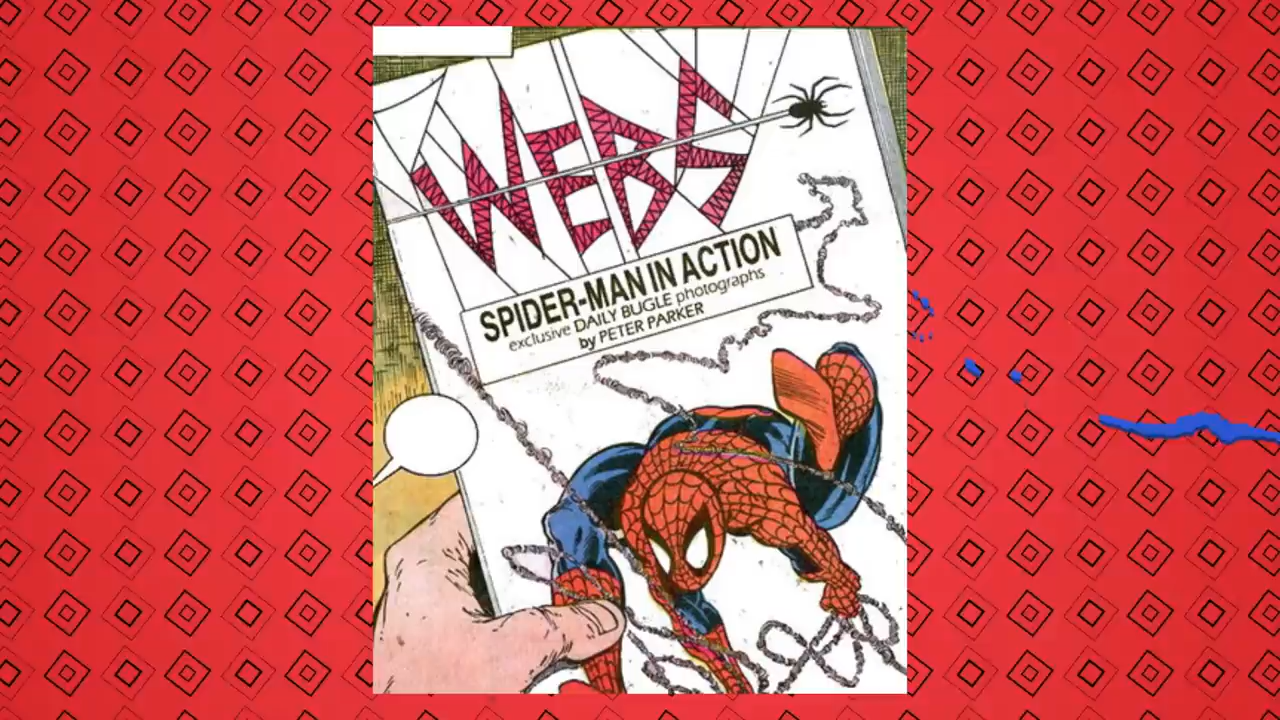 WEBS
SPIDER-MAN IN ACTION
exclusive DAILY BUGLE photographs
by PETER PARKER